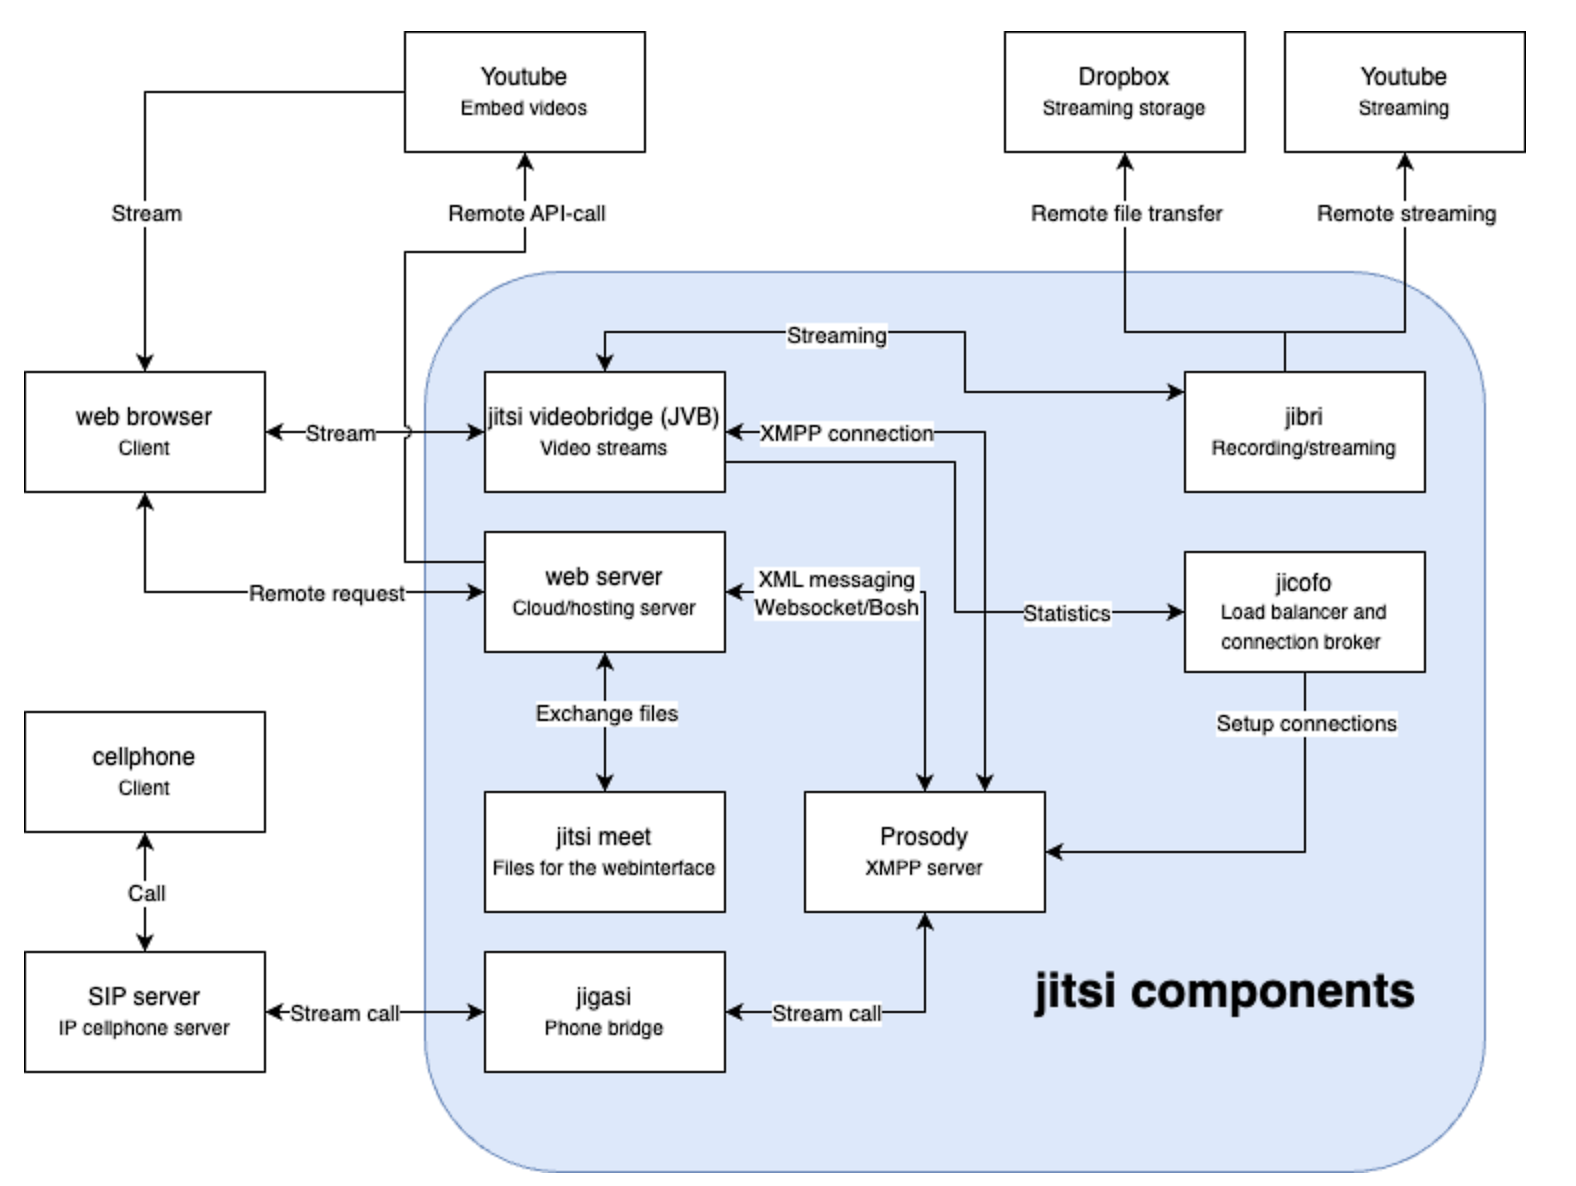 Youtube
Embed videos
Dropbox
Streaming storage
Youtube
Streaming
Stream
Remote API-call
Remote file transfer
Remote streaming
Streaming
web browser
Client
Stream
jitsi videobridge (JVB)
Video streams
XMPP connection
jibri
Recording/streaming
Remote request
web server
Cloud/hosting server
XML messaging
Websocket/Bosh
Statistics
jicofo
Load balancer and
connection broker
Exchange files
Setup connections
cellphone
Client
jitsi meet
Files for the webinterface
Prosody
XMPP server
Call
SIP server
IP cellphone server
Stream call
jigasi
Phone bridge
Stream call
jitsi components